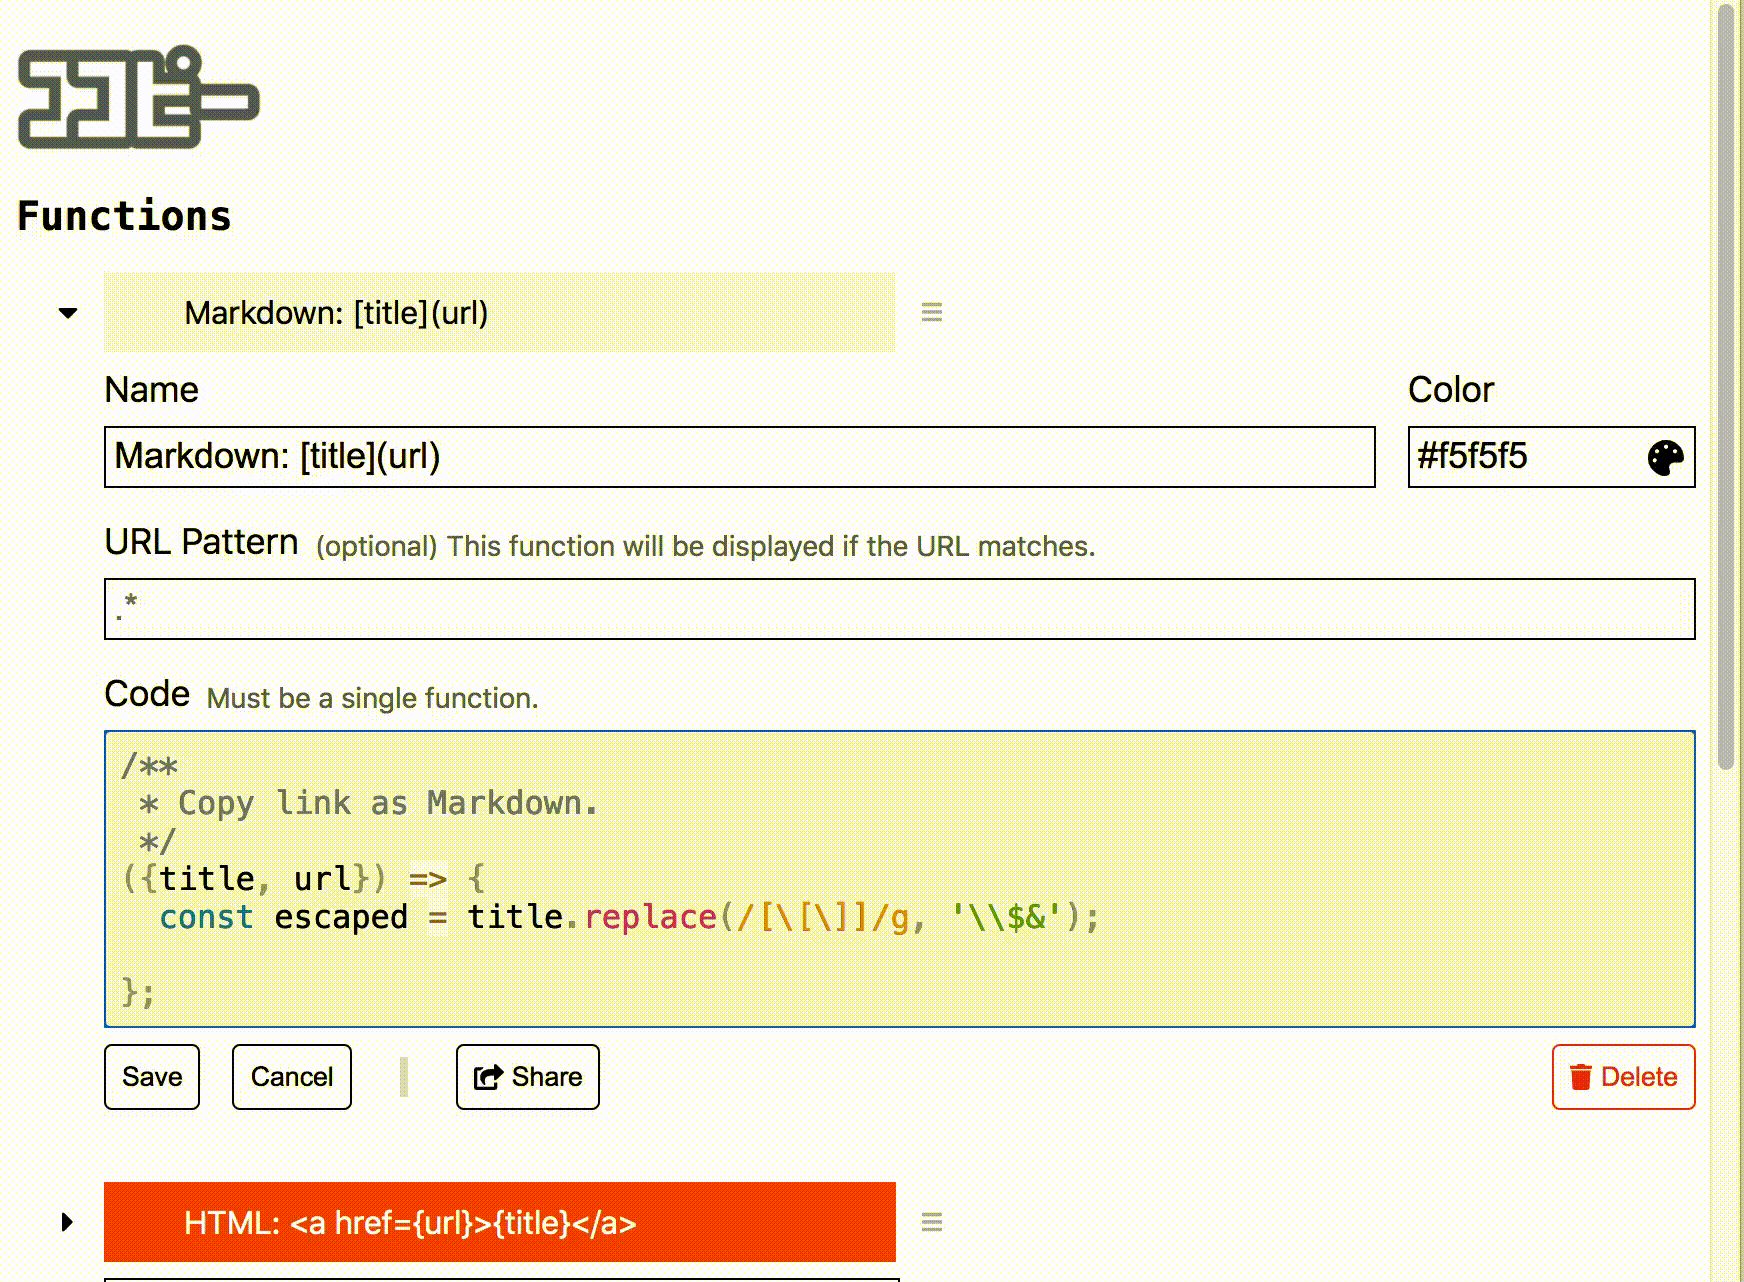 ココピー
Functions
Markdown: [title](url)
Name
Color
Markdown: [title](url)
#f5f5f5
URL Pattern (optional) This function will be displayed if the URL matches.
.*
Code Must be a single function.
/**
 * Copy link as Markdown.
 */
({title, url}) => {
  const escaped = title.replace(/[\[\]]/g, '\\$&');
};
Save
Cancel
Share
Delete
HTML: <a href={url}>{title}</a>